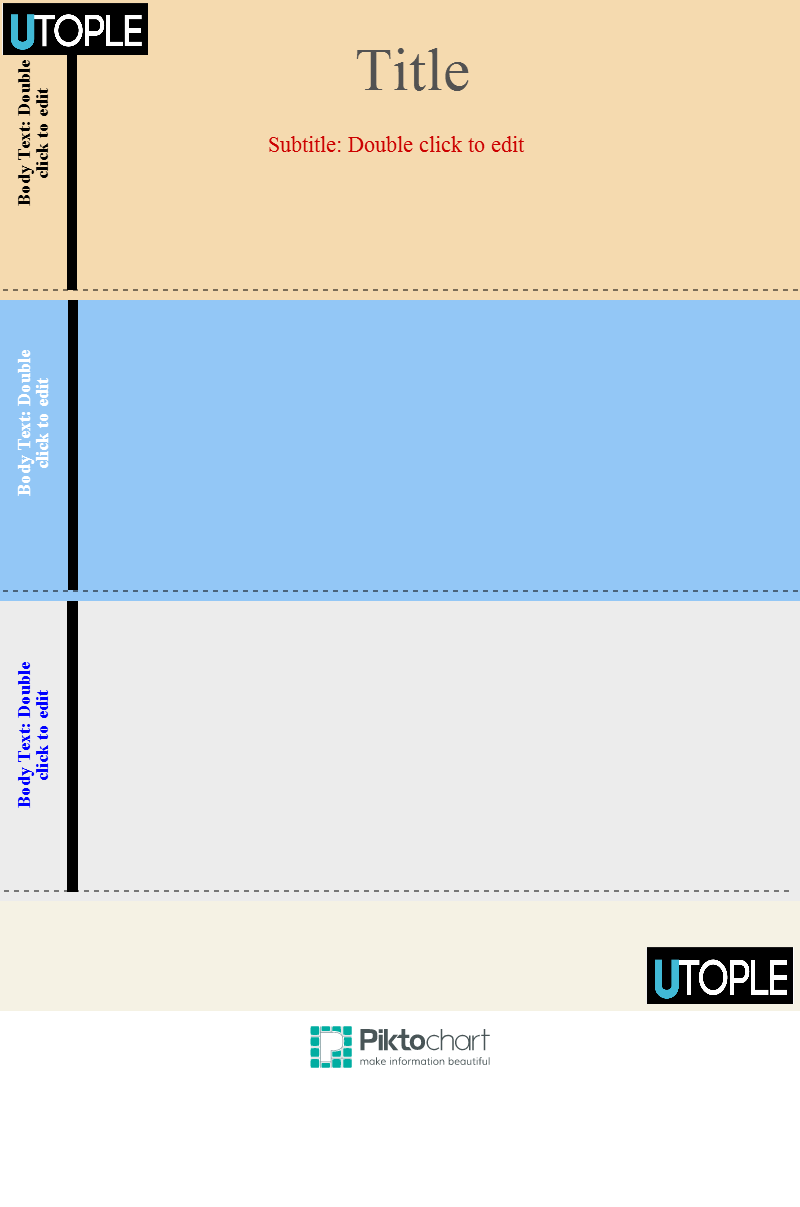 UTOPLE
Title
Subtitle: Double click to edit
Body Text: Double
click to edit
Body Text: Double
click to edit
Body Text: Double
click to edit
UTOPLE
Piktochart
make information beautiful